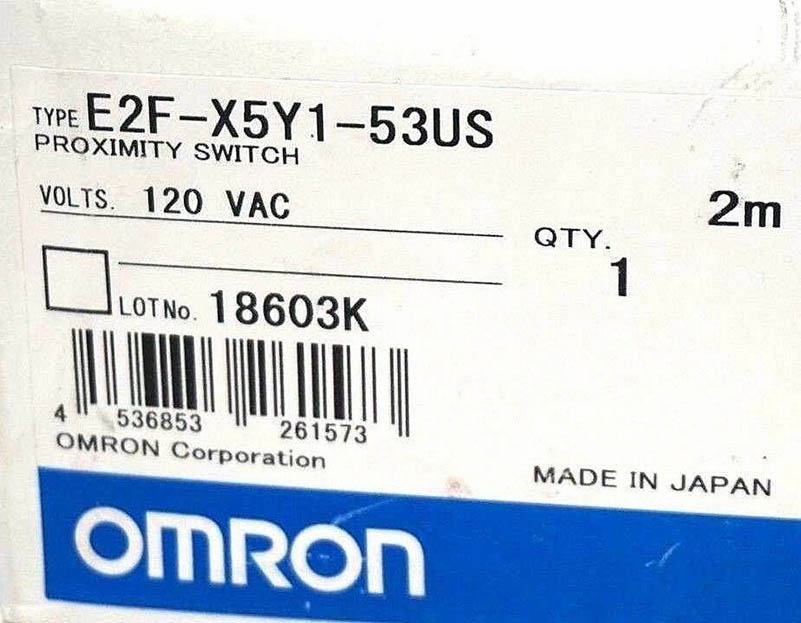 TYPE E2F-X5Y1-53US
PROXIMITY SWITCH
VOLTS. 120 VAC
2m
QTY.
1
LOT No. 18603K
4 536853 261573
OMRON Corporation
MADE IN JAPAN
OMRON